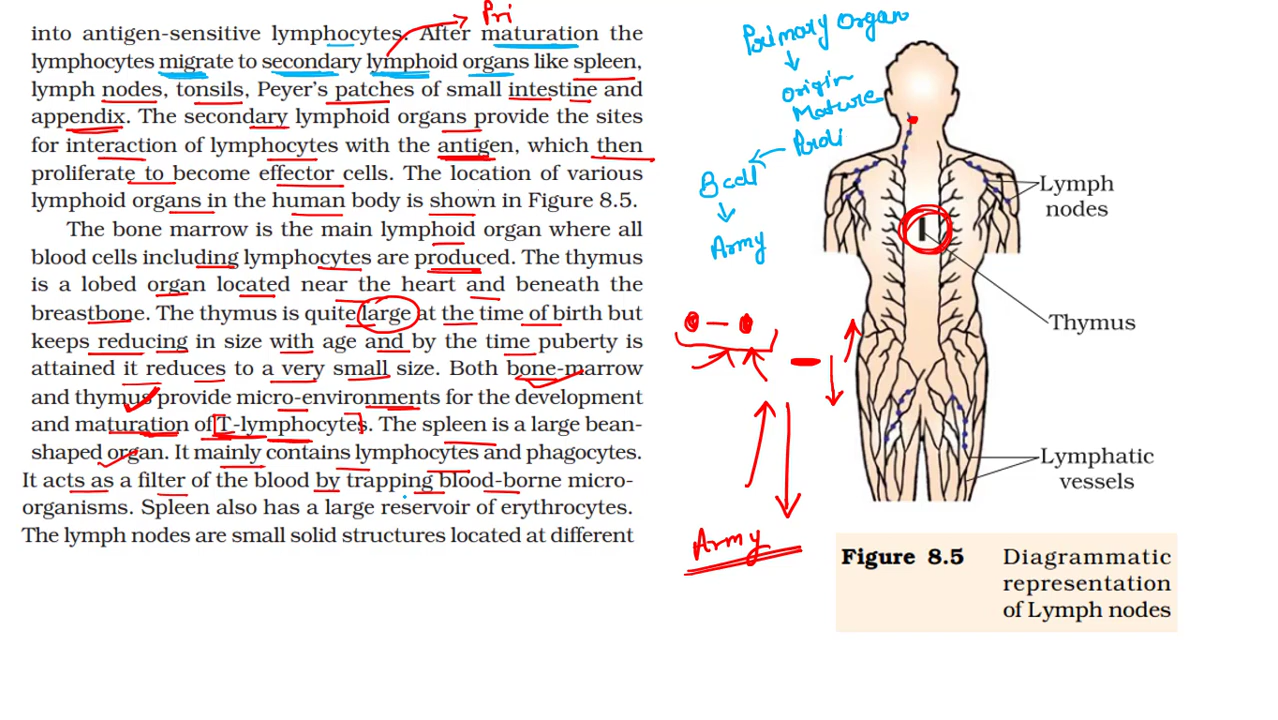 into antigen-sensitive lymphocytes. After maturation the
lymphocytes migrate to secondary lymphoid organs like spleen,
lymph nodes, tonsils, Peyer's patches of small intestine and
appendix. The secondary lymphoid organs provide the sites
for interaction of lymphocytes with the antigen, which then
proliferate to become effector cells. The location of various
lymphoid organs in the human body is shown in Figure 8.5.
The bone marrow is the main lymphoid organ where all
blood cells including lymphocytes are produced. The thymus
is a lobed organ located near the heart and beneath the
breastbone. The thymus is quite large at the time of birth but
keeps reducing in size with age and by the time puberty is
attained it reduces to a very small size. Both bone-marrow
and thymus provide micro-environments for the development
and maturation of T-lymphocytes. The spleen is a large bean-
shaped organ. It mainly contains lymphocytes and phagocytes.
It acts as a filter of the blood by trapping blood-borne micro-
organisms. Spleen also has a large reservoir of erythrocytes.
The lymph nodes are small solid structures located at different
Pri
Primary Organ
Origin
Mature
Proli
B cell
Army
Army
Lymph
nodes
Thymus
Lymphatic
vessels
Figure 8.5 Diagrammatic
representation
of Lymph nodes